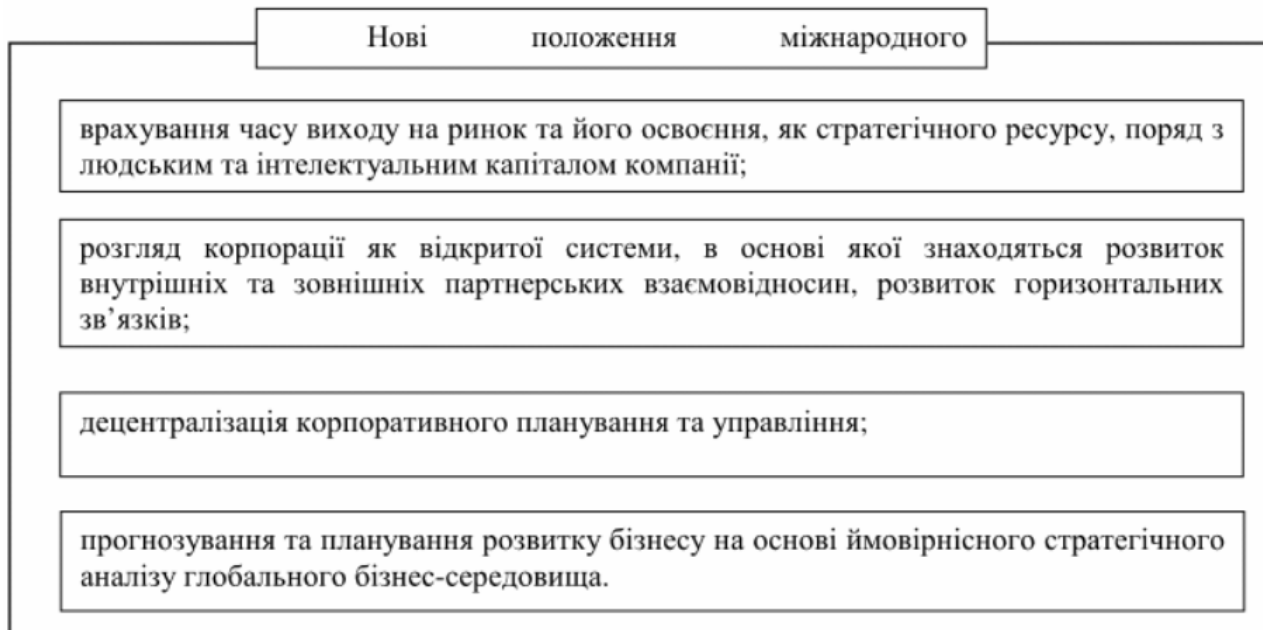 Нові положення міжнародного
врахування часу виходу на ринок та його освоєння, як стратегічного ресурсу, поряд з
людським та інтелектуальним капіталом компанії;
розгляд корпорації як відкритої системи, в основі якої знаходяться розвиток
внутрішніх та зовнішніх партнерських взаємовідносин, розвиток горизонтальних
зв’язків;
децентралізація корпоративного планування та управління;
прогнозування та планування розвитку бізнесу на основі ймовірнісного стратегічного
аналізу глобального бізнес-середовища.